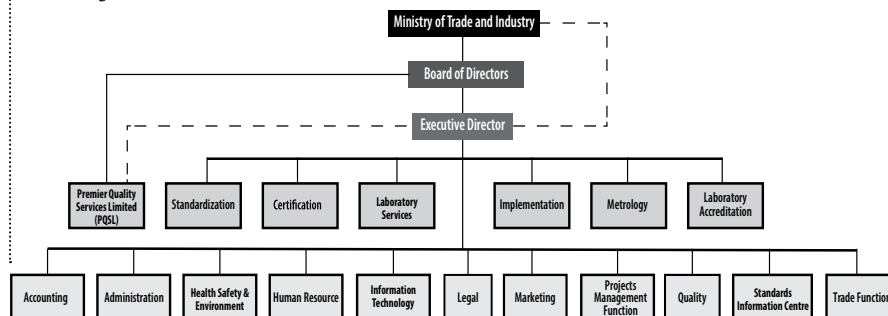 Ministry of Trade and Industry
Board of Directors
Executive Director
Premier Quality
Services Limited
(PQSL)
Standardization
Certification
Laboratory
Services
Implementation
Metrology
Laboratory
Accreditation
Accounting
Administration
Health Safety &
Environment
Human Resource
Information
Technology
Legal
Marketing
Projects
Management
Function
Quality
Standards
Information Centre
Trade Function